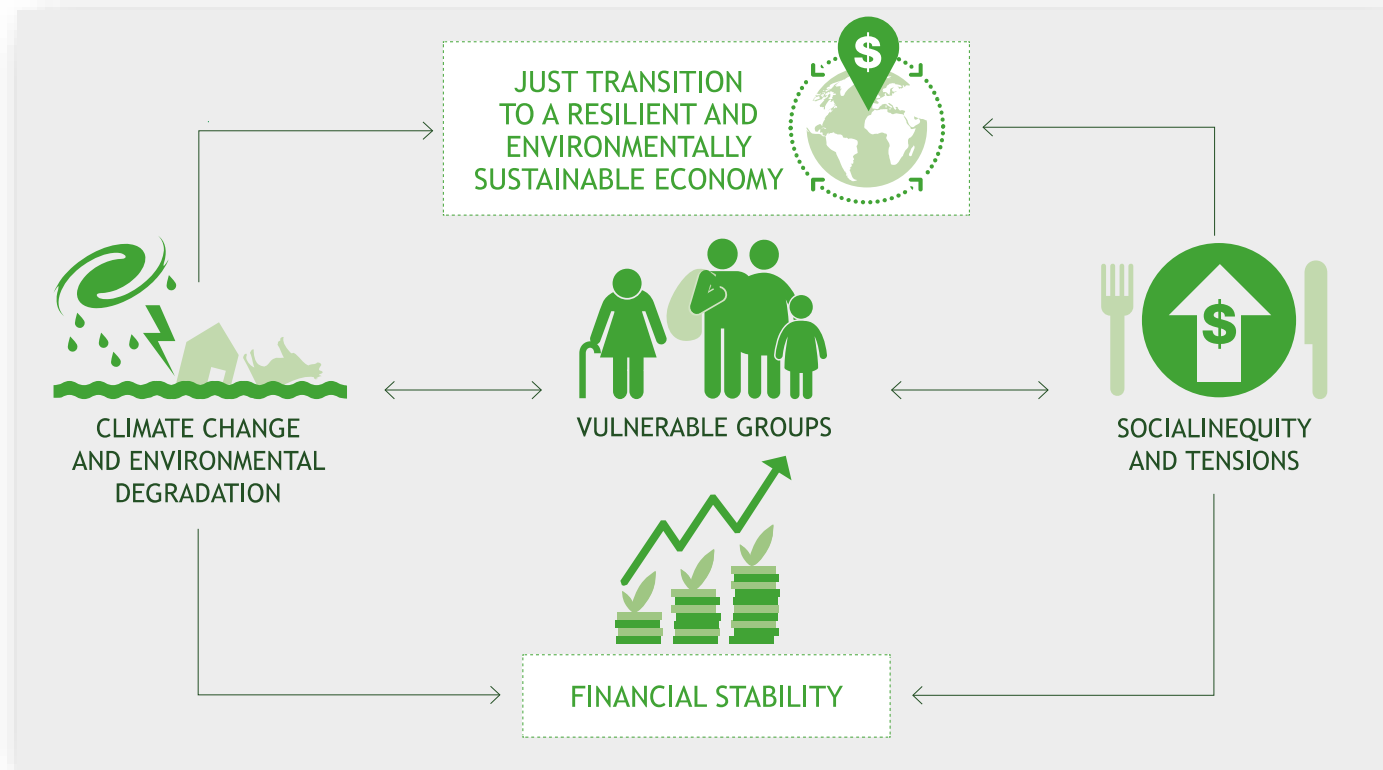 $
JUST TRANSITION
TO A RESILIENT AND
ENVIRONMENTALLY
SUSTAINABLE ECONOMY
$
CLIMATE CHANGE
AND ENVIRONMENTAL
DEGRADATION
VULNERABLE GROUPS
SOCIALINEQUITY
AND TENSIONS
FINANCIAL STABILITY